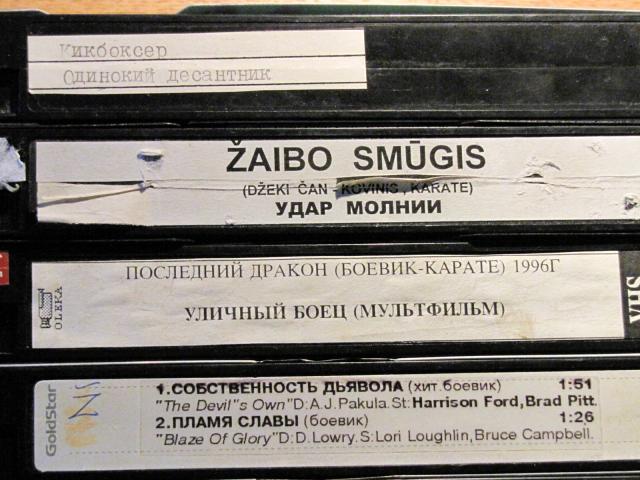 Кикбоксер
Одинокий десантник
ŽAIBO SMŪGIS
(DŽEKI ČAN - KOVINIS , KARATE)
УДАР МОЛНИИ
OLEKA
ПОСЛЕДНИЙ ДРАКОН (БОЕВИК-КАРАТЕ) 1996Г
УЛИЧНЫЙ БОЕЦ (МУЛЬТФИЛЬМ)
VHS
GoldStar
1.СОБСТВЕННОСТЬ ДЬЯВОЛА (хит.боевик) 1:51
"The Devil"s Own"D:A.J.Pakula.St:Harrison Ford,Brad Pitt.
2.ПЛАМЯ СЛАВЫ (боевик) 1:26
"Blaze Of Glory"D:D.Lowry.S:Lori Loughlin,Bruce Campbell.